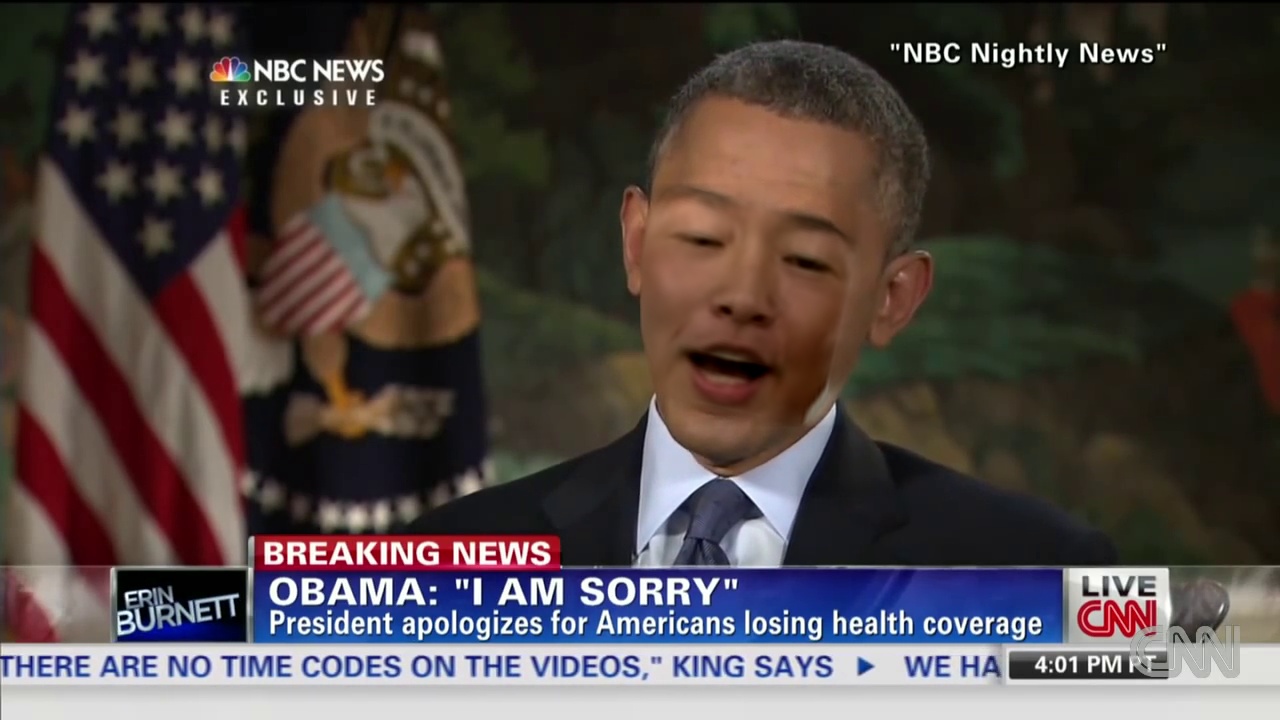 "NBC Nightly News"
NBC NEWS
EXCLUSIVE
BREAKING NEWS
ERIN
BURNETT
OBAMA: "I AM SORRY"
President apologizes for Americans losing health coverage
LIVE
CNN
THERE ARE NO TIME CODES ON THE VIDEOS," KING SAYS WE HA
4:01 PM PT
CNN